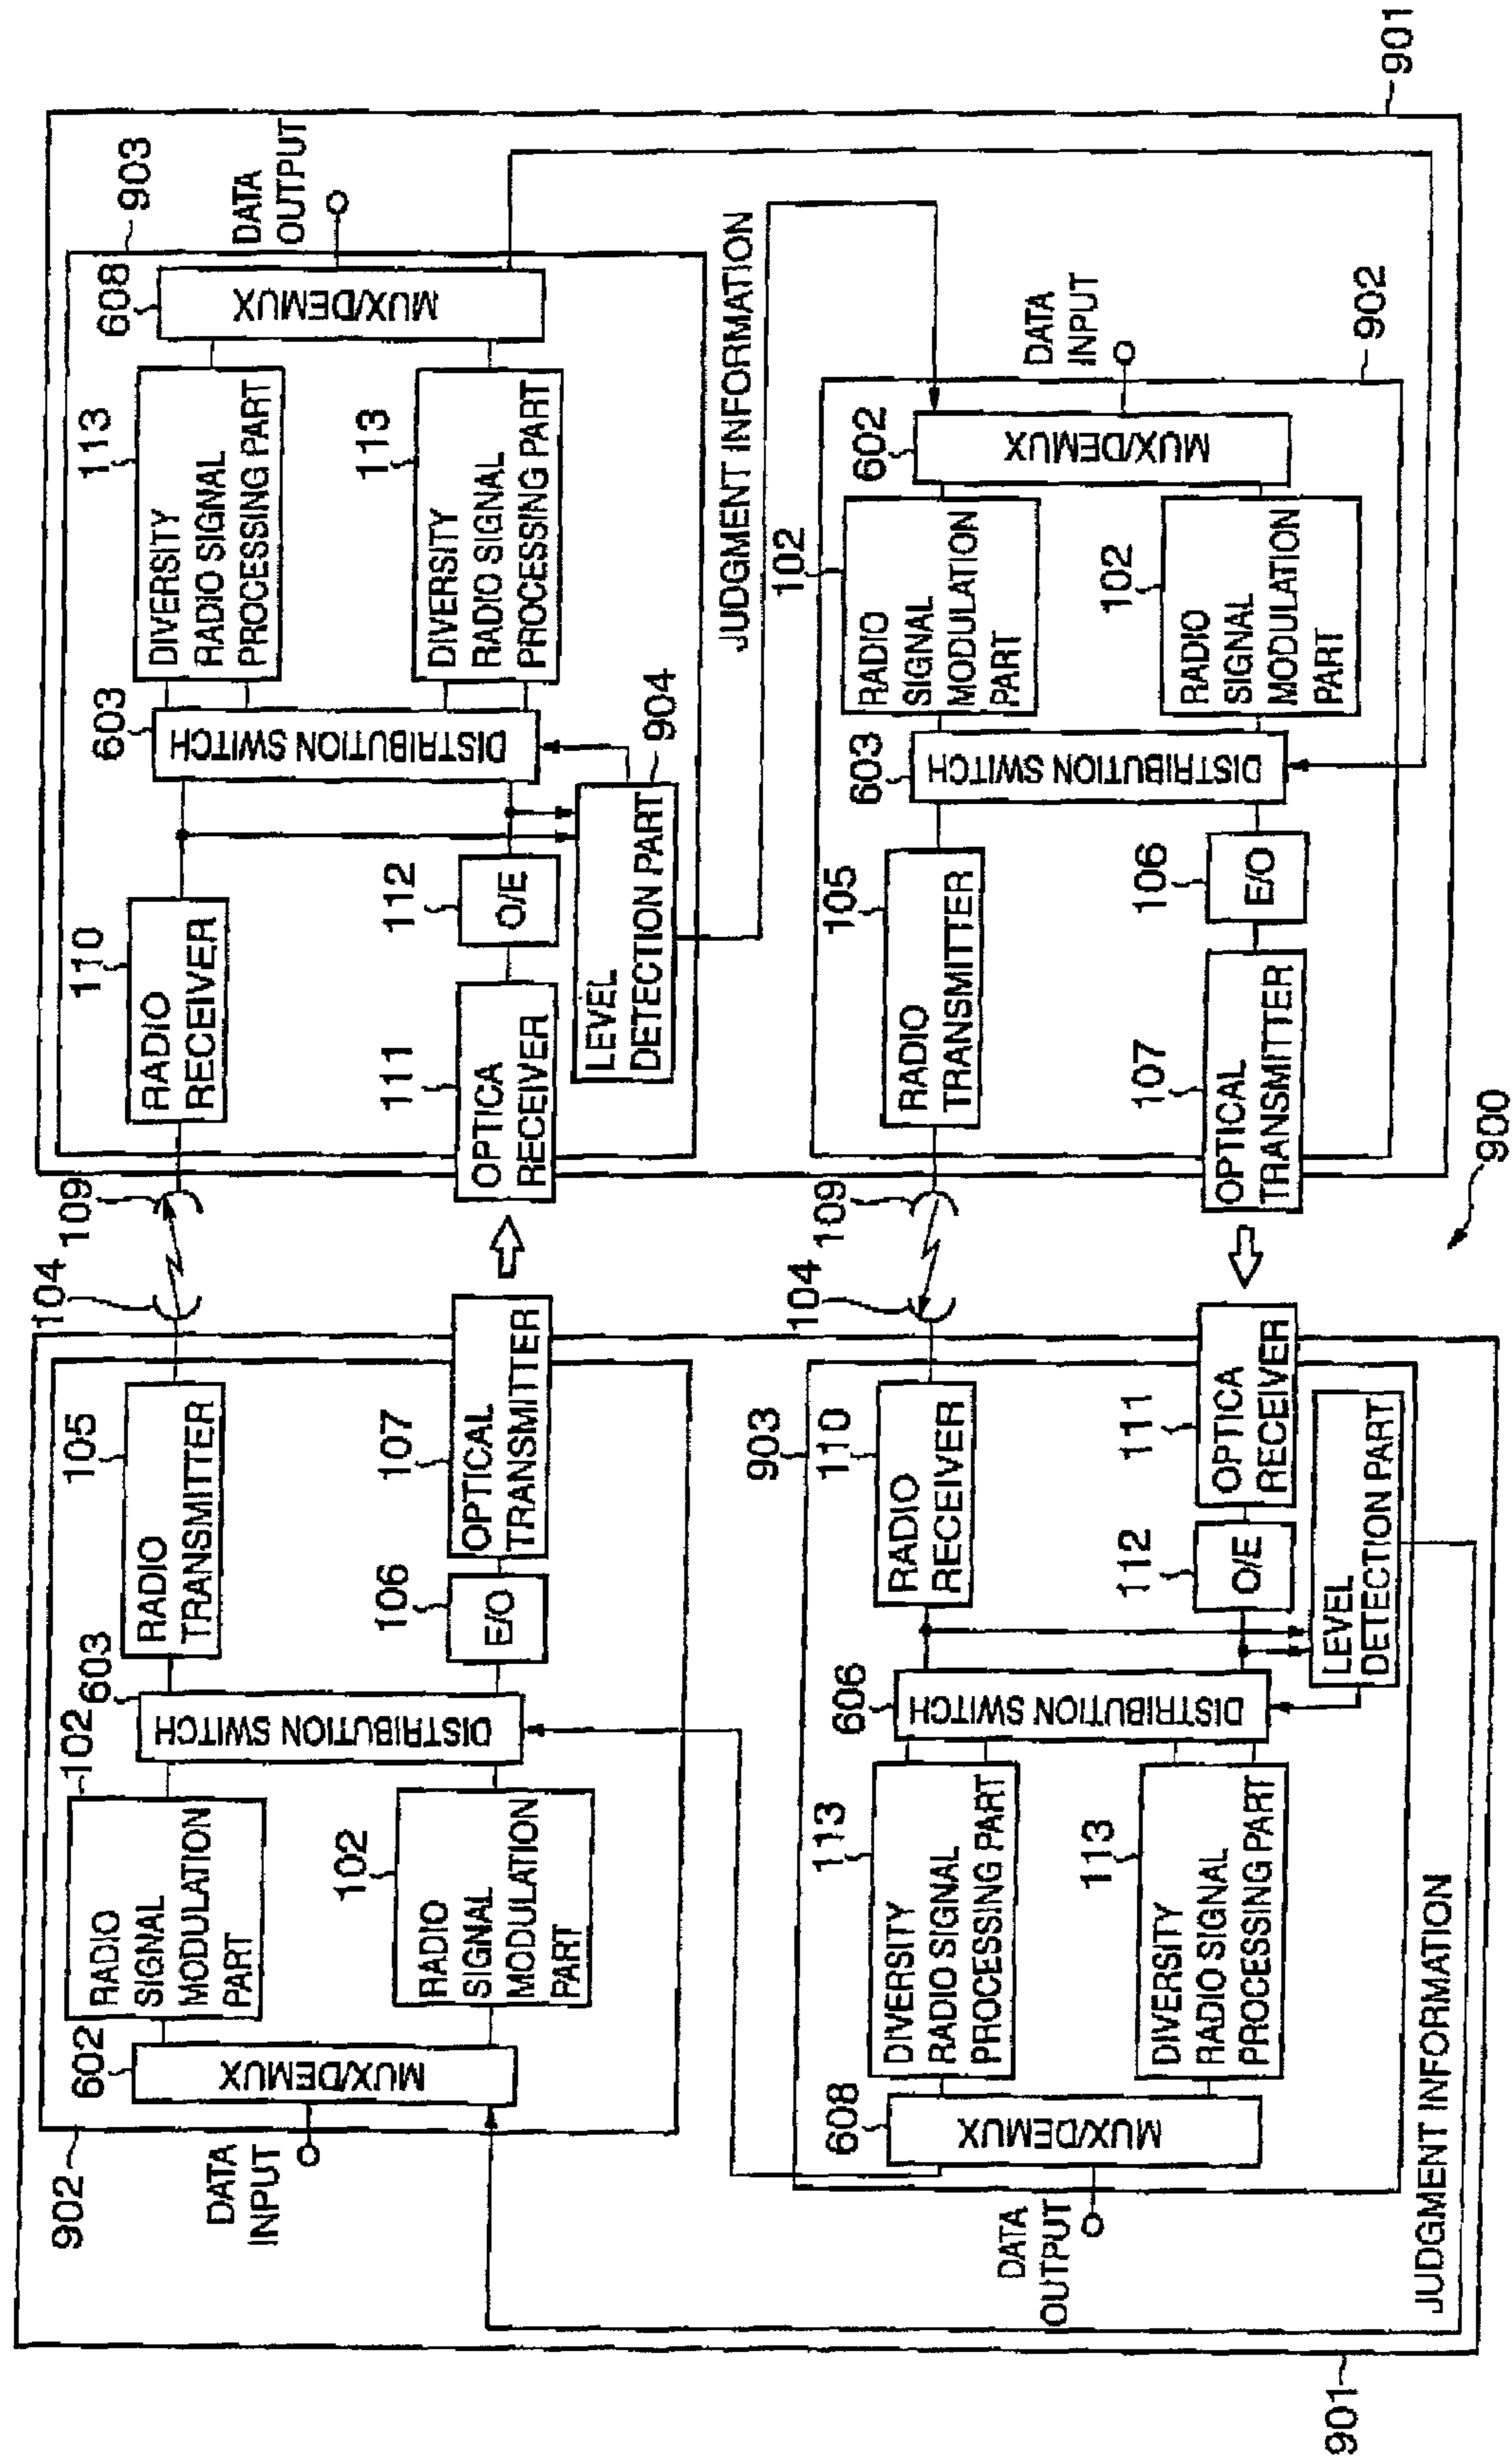 902
DATA
INPUT
602
MUX/DEMUX
RADIO
SIGNAL
MODULATION
PART
102
RADIO
SIGNAL
MODULATION
PART
102
603
DISTRIBUTION SWITCH
RADIO
TRANSMITTER
105
E/O
106
OPTICAL
TRANSMITTER
107
104
109
RADIO
RECEIVER
110
OPTICA
RECEIVER
111
O/E
112
LEVEL
DETECTION PART
904
603
DISTRIBUTION SWITCH
DIVERSITY
RADIO SIGNAL
PROCESSING PART
113
DIVERSITY
RADIO SIGNAL
PROCESSING PART
113
608
MUX/DEMUX
DATA
OUTPUT
903
901
JUDGMENT INFORMATION
901
DATA
OUTPUT
608
MUX/DEMUX
DIVERSITY
RADIO SIGNAL
PROCESSING PART
113
DIVERSITY
RADIO SIGNAL
PROCESSING PART
113
606
DISTRIBUTION SWITCH
903
RADIO
RECEIVER
110
O/E
112
OPTICA
RECEIVER
111
LEVEL
DETECTION PART
JUDGMENT INFORMATION
104
109
RADIO
TRANSMITTER
105
OPTICAL
TRANSMITTER
107
E/O
106
603
DISTRIBUTION SWITCH
RADIO
SIGNAL
MODULATION
PART
102
RADIO
SIGNAL
MODULATION
PART
102
602
MUX/DEMUX
DATA
INPUT
902
900